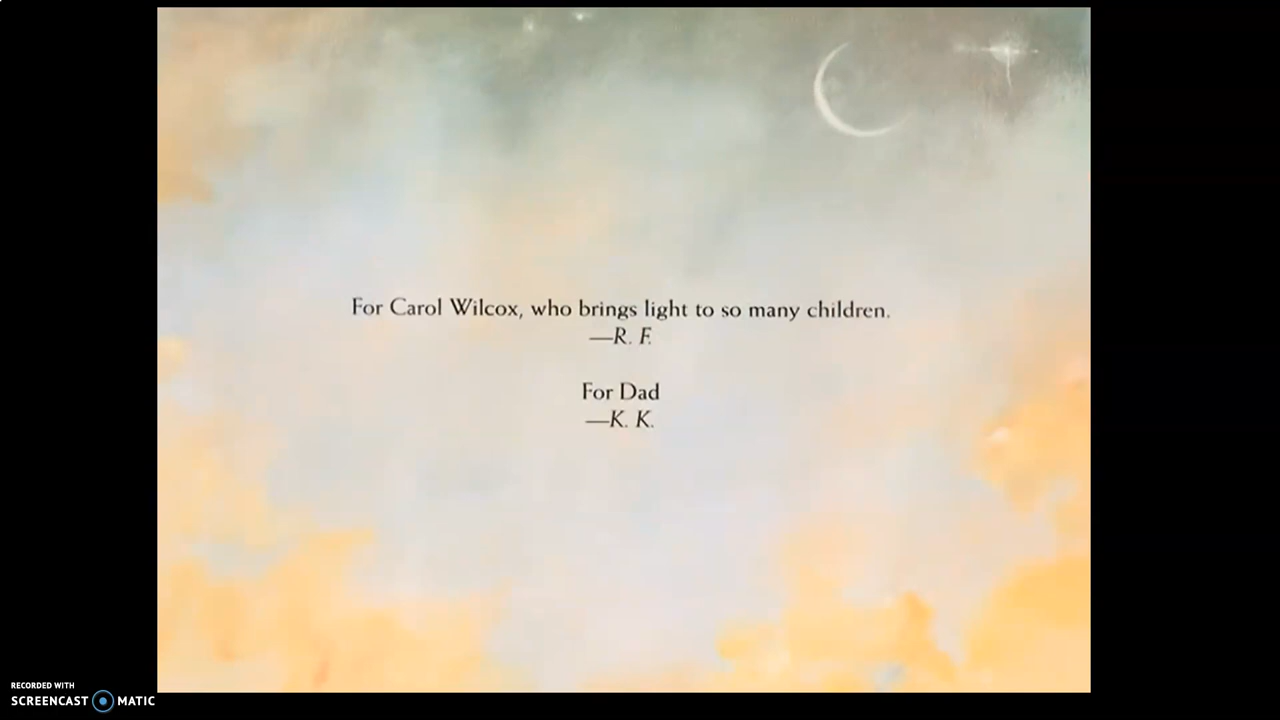 For Carol Wilcox, who brings light to so many children.
—R. F.
For Dad
—K. K.
RECORDED WITH
SCREENCAST MATIC